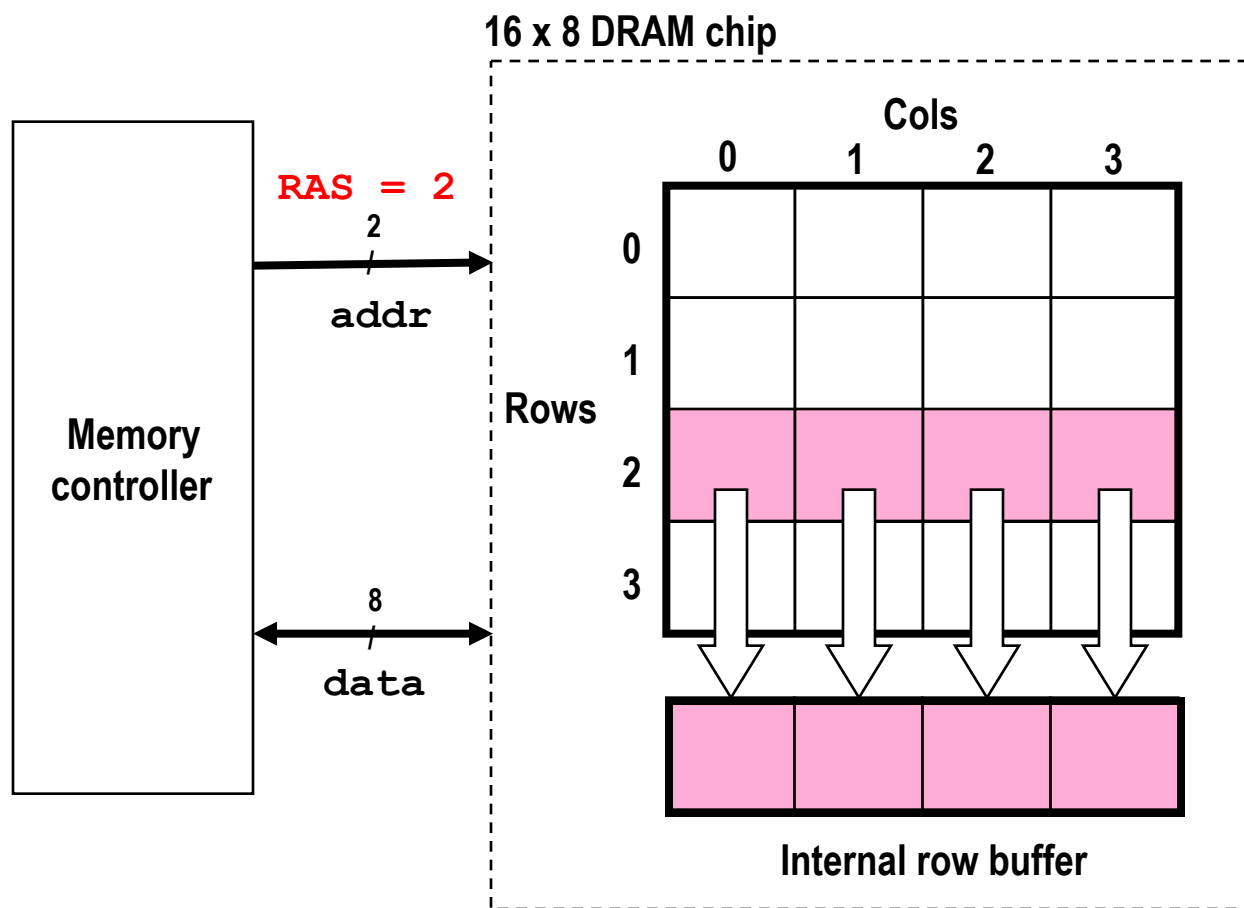 16 x 8 DRAM chip
Cols
0 1 2 3
RAS = 2
2
addr
0
1
Rows
2
3
Memory
controller
8
data
Internal row buffer